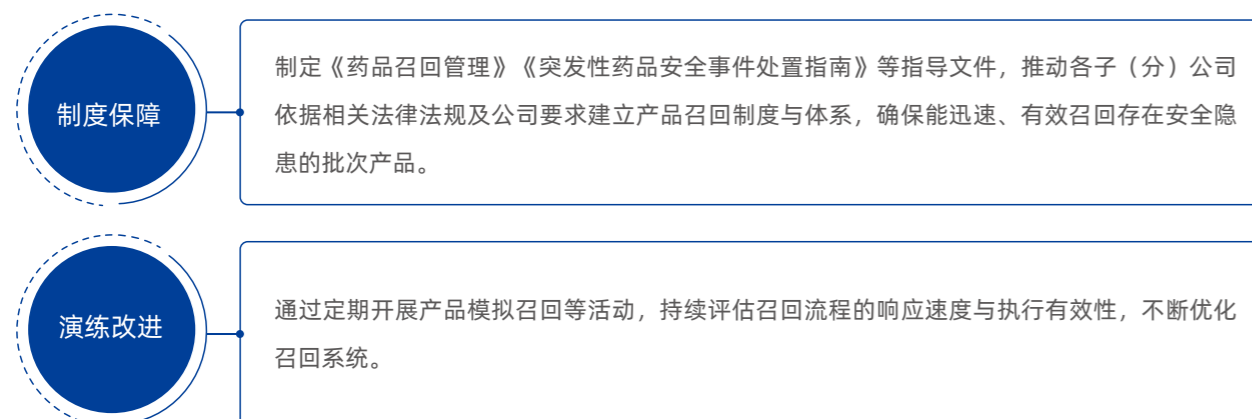 制度保障
制定《药品召回管理》《突发性药品安全事件处置指南》等指导文件，推动各子（分）公司
依据相关法律法规及公司要求建立产品召回制度与体系，确保能迅速、有效召回存在安全隐
患的批次产品。
演练改进
通过定期开展产品模拟召回等活动，持续评估召回流程的响应速度与执行有效性，不断优化
召回系统。